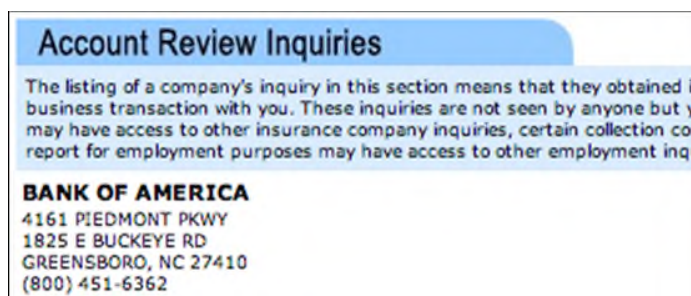 Account Review Inquiries
The listing of a company's inquiry in this section means that they obtained
business transaction with you. These inquiries are not seen by anyone but
may have access to other insurance company inquiries, certain collection
report for employment purposes may have access to other employment
BANK OF AMERICA
4161 PIEDMONT PKWY
1825 E BUCKEYE RD
GREENSBORO, NC 27410
(800) 451-6362